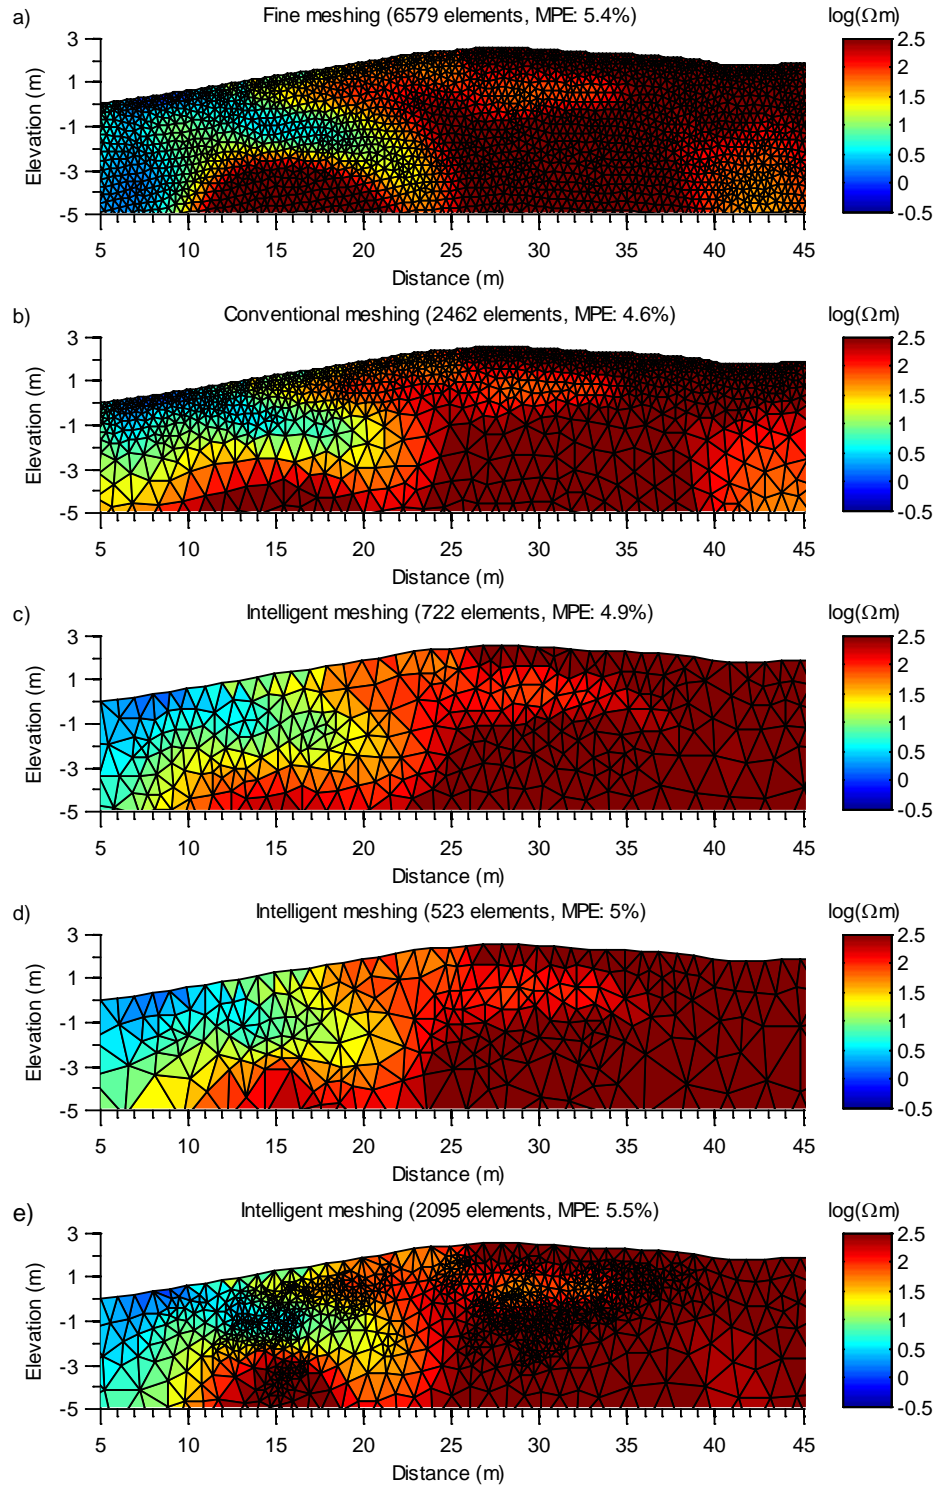 a)
Fine meshing (6579 elements, MPE: 5.4%)
log(Ωm)
3
1
-1
-3
-5
Elevation (m)
5 10 15 20 25 30 35 40 45
Distance (m)
2.5
2
1.5
1
0.5
0
-0.5
b)
Conventional meshing (2462 elements, MPE: 4.6%)
log(Ωm)
3
1
-1
-3
-5
Elevation (m)
5 10 15 20 25 30 35 40 45
Distance (m)
2.5
2
1.5
1
0.5
0
-0.5
c)
Intelligent meshing (722 elements, MPE: 4.9%)
log(Ωm)
3
1
-1
-3
-5
Elevation (m)
5 10 15 20 25 30 35 40 45
Distance (m)
2.5
2
1.5
1
0.5
0
-0.5
d)
Intelligent meshing (523 elements, MPE: 5%)
log(Ωm)
3
1
-1
-3
-5
Elevation (m)
5 10 15 20 25 30 35 40 45
Distance (m)
2.5
2
1.5
1
0.5
0
-0.5
e)
Intelligent meshing (2095 elements, MPE: 5.5%)
log(Ωm)
3
1
-1
-3
-5
Elevation (m)
5 10 15 20 25 30 35 40 45
Distance (m)
2.5
2
1.5
1
0.5
0
-0.5